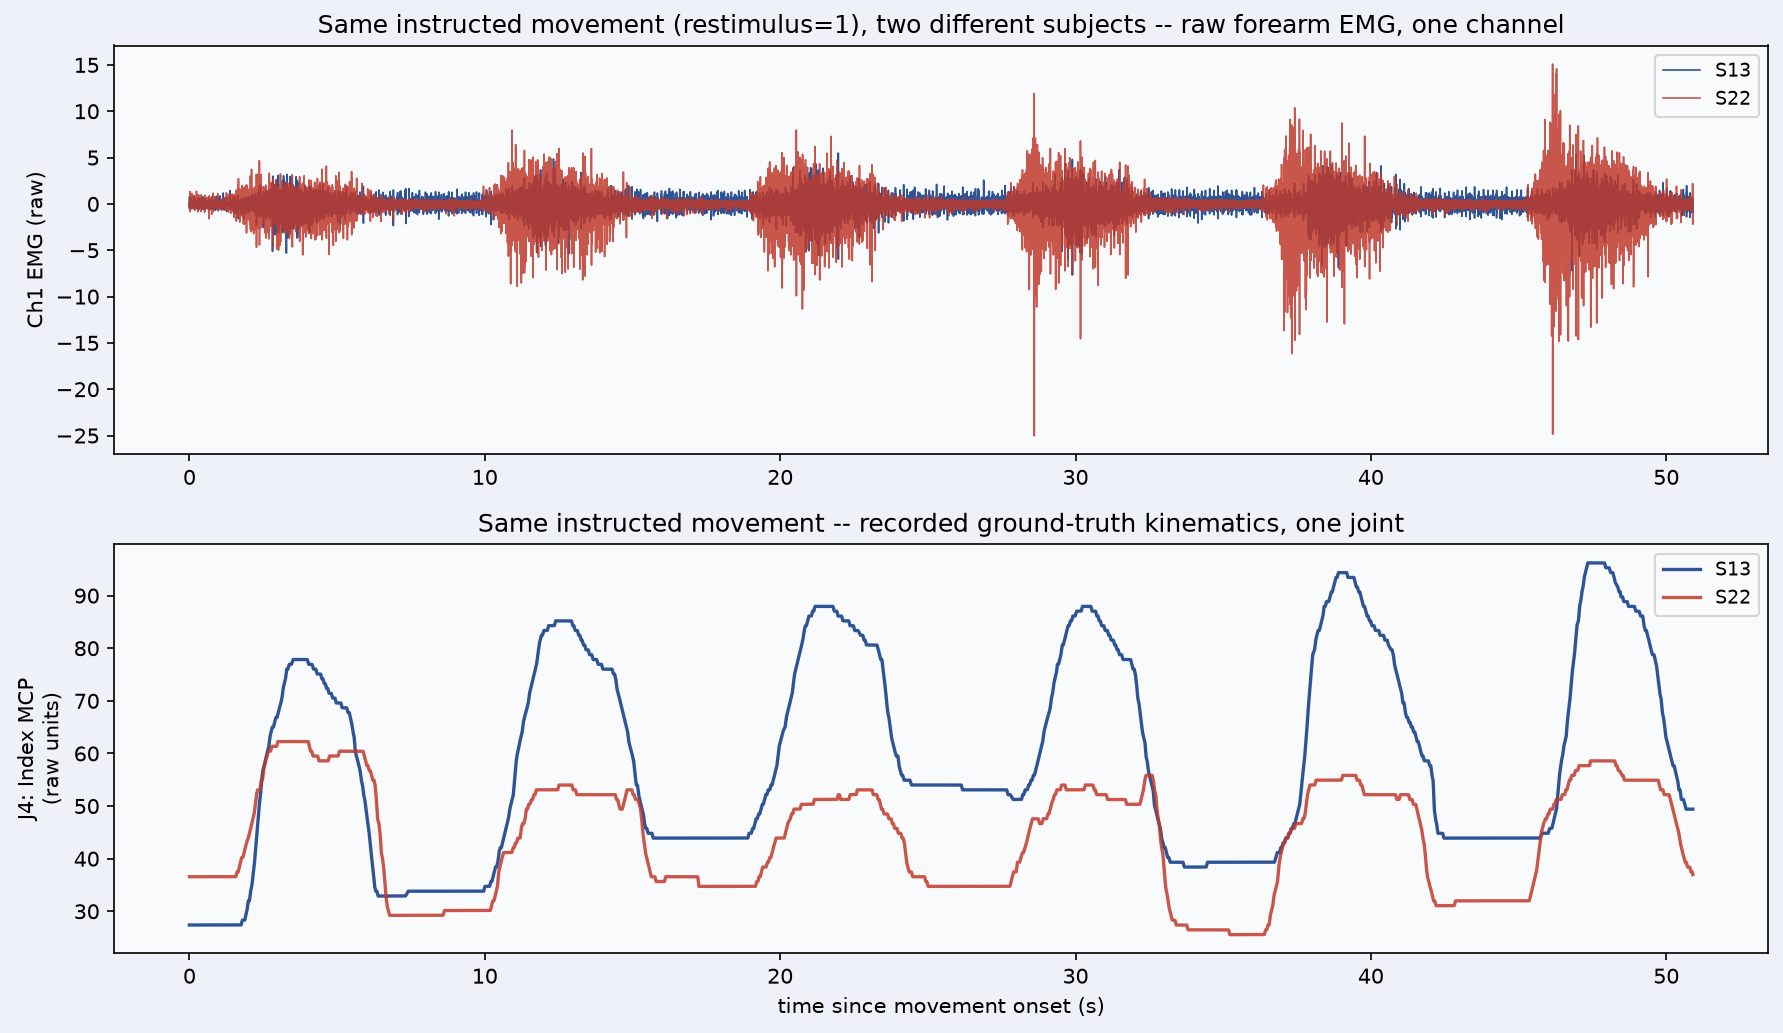 Same instructed movement (restimulus=1), two different subjects -- raw forearm EMG, one channel
Ch1 EMG (raw)
15
10
5
0
−5
−10
−15
−20
−25
S13
S22
0 10 20 30 40 50
Same instructed movement -- recorded ground-truth kinematics, one joint
J4: Index MCP
(raw units)
90
80
70
60
50
40
30
S13
S22
0 10 20 30 40 50
time since movement onset (s)